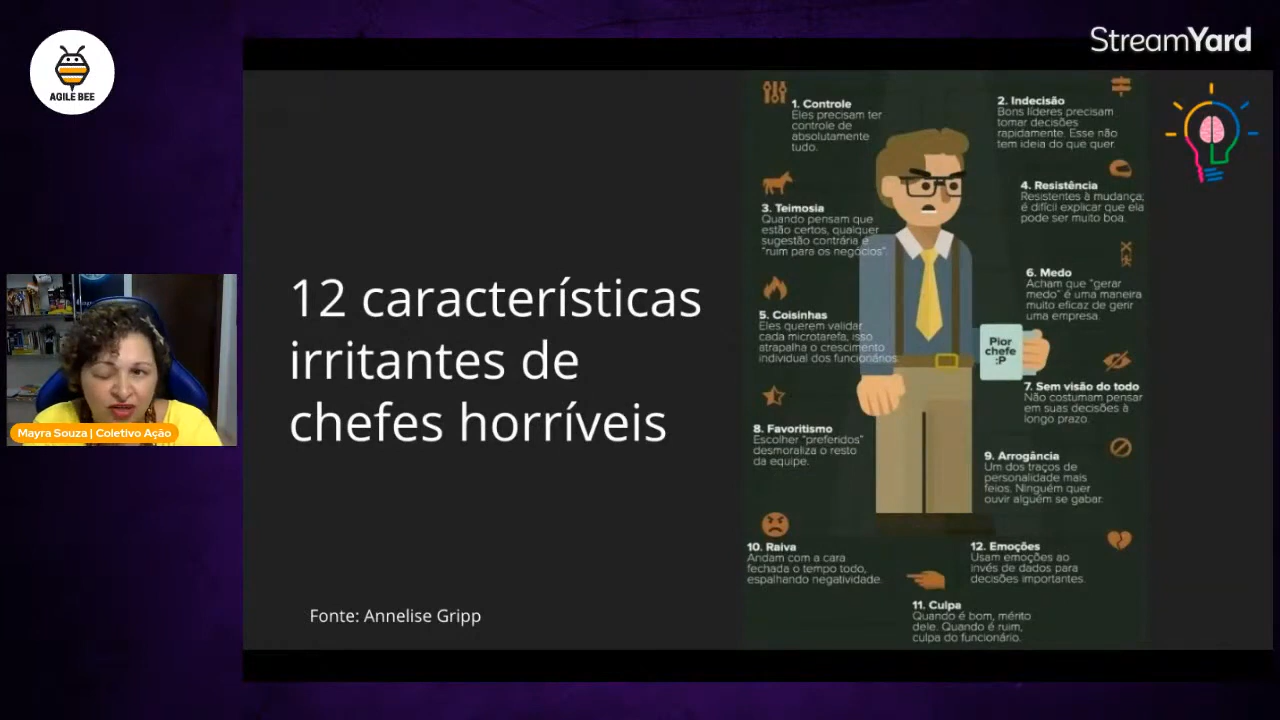 AGILE BEE
StreamYard
Mayra Souza | Coletivo Ação
12 características
irritantes de
chefes horríveis
Fonte: Annelise Gripp
1. Controle
Eles precisam ter
controle de
absolutamente
tudo.
2. Indecisão
Bons líderes precisam
tomar decisões
rapidamente. Esse não
tem ideia do que quer.
3. Teimosia
Quando pensam que
estão certos, qualquer
sugestão contrária é
"ruim para os negócios".
4. Resistência
Resistentes à mudança;
é difícil explicar que ela
pode ser muito boa.
5. Coisinhas
Eles querem validar
cada microtarefa, isso
atrapalha o crescimento
individual dos funcionários.
6. Medo
Acham que "gerar
medo" é uma maneira
muito eficaz de gerir
uma empresa.
Pior
chefe
:P
7. Sem visão do todo
Não costumam pensar
em suas decisões à
longo prazo.
8. Favoritismo
Escolher "preferidos"
desmoraliza o resto
da equipe.
9. Arrogância
Um dos traços de
personalidade mais
feios. Ninguém quer
ouvir alguém se gabar.
10. Raiva
Andam com a cara
fechada o tempo todo,
espalhando negatividade.
12. Emoções
Usam emoções ao
invés de dados para
decisões importantes.
11. Culpa
Quando é bom, mérito
dele. Quando é ruim,
culpa do funcionário.